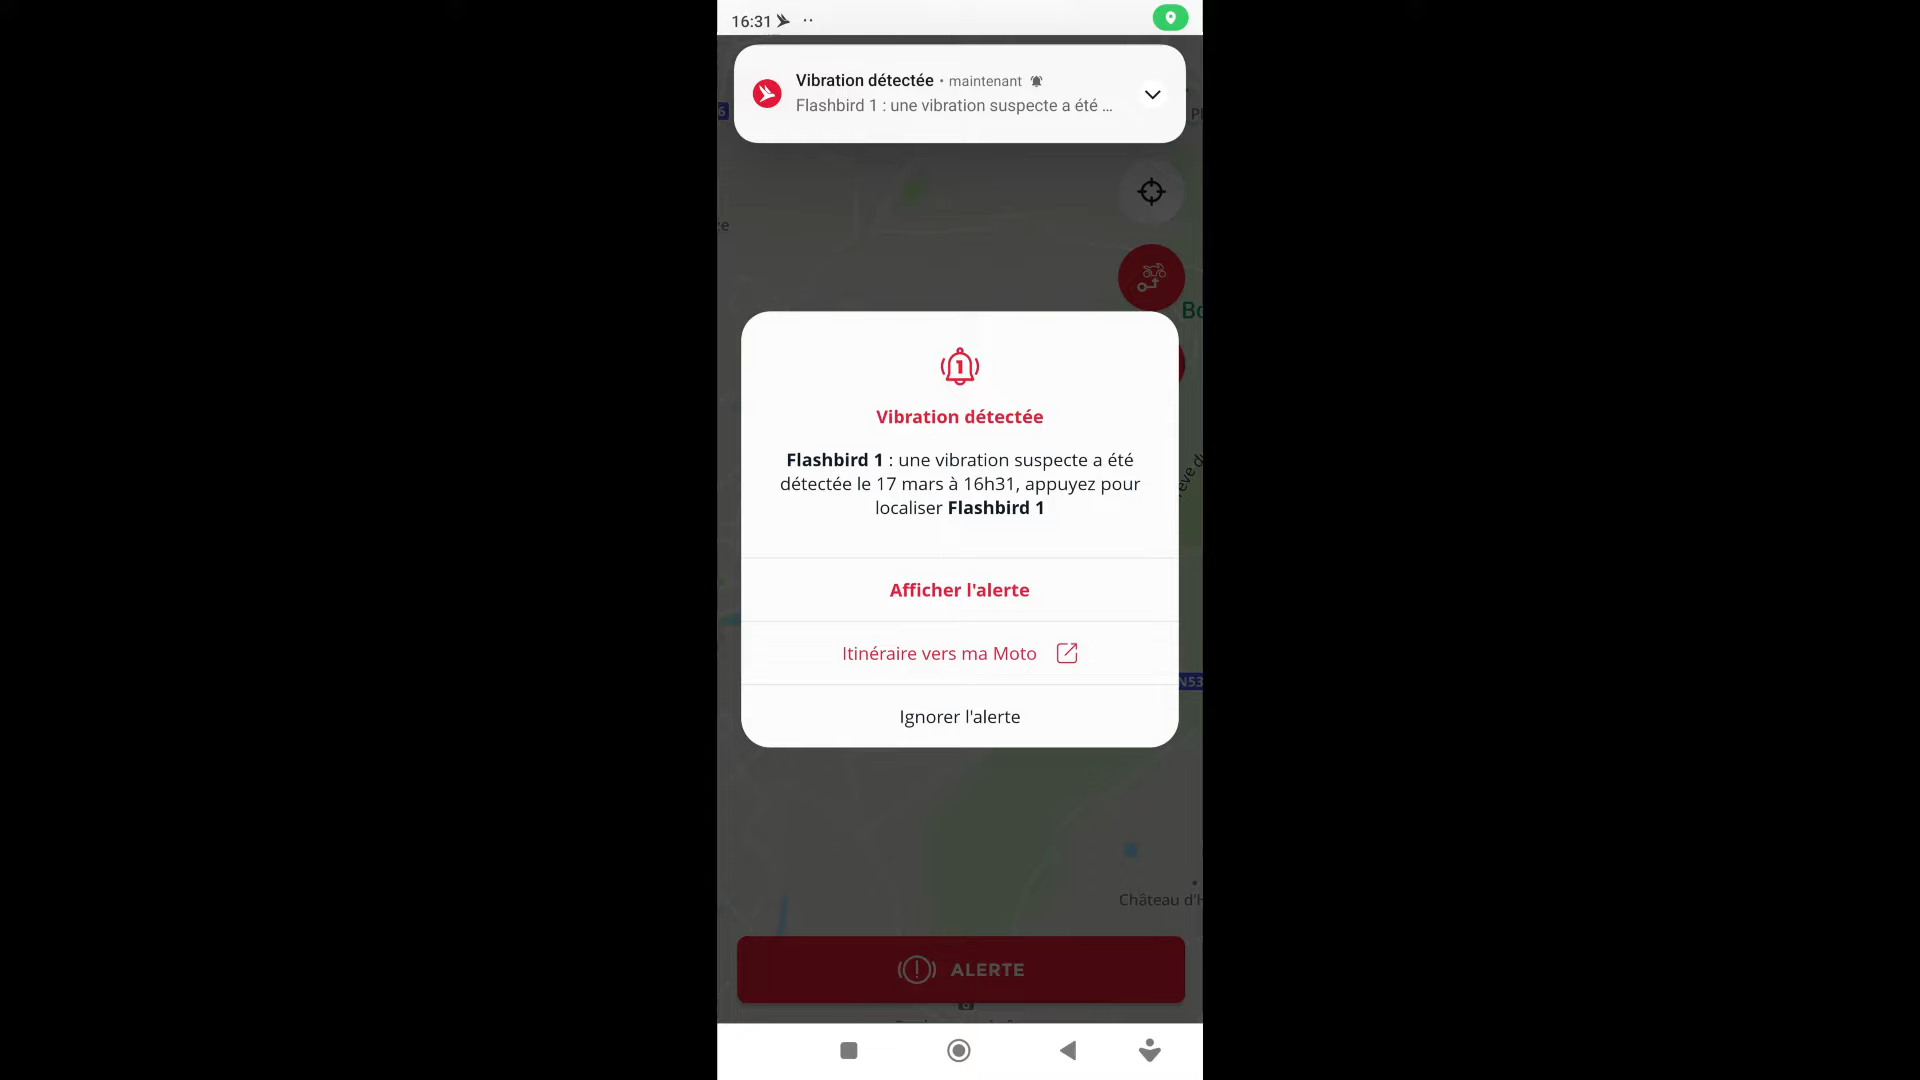 16:31
Vibration détectée • maintenant
Flashbird 1 : une vibration suspecte a été ...
Vibration détectée
Flashbird 1 : une vibration suspecte a été
détectée le 17 mars à 16h31, appuyez pour
localiser Flashbird 1
Afficher l'alerte
Itinéraire vers ma Moto
N53
Ignorer l'alerte
Château d'H
ALERTE